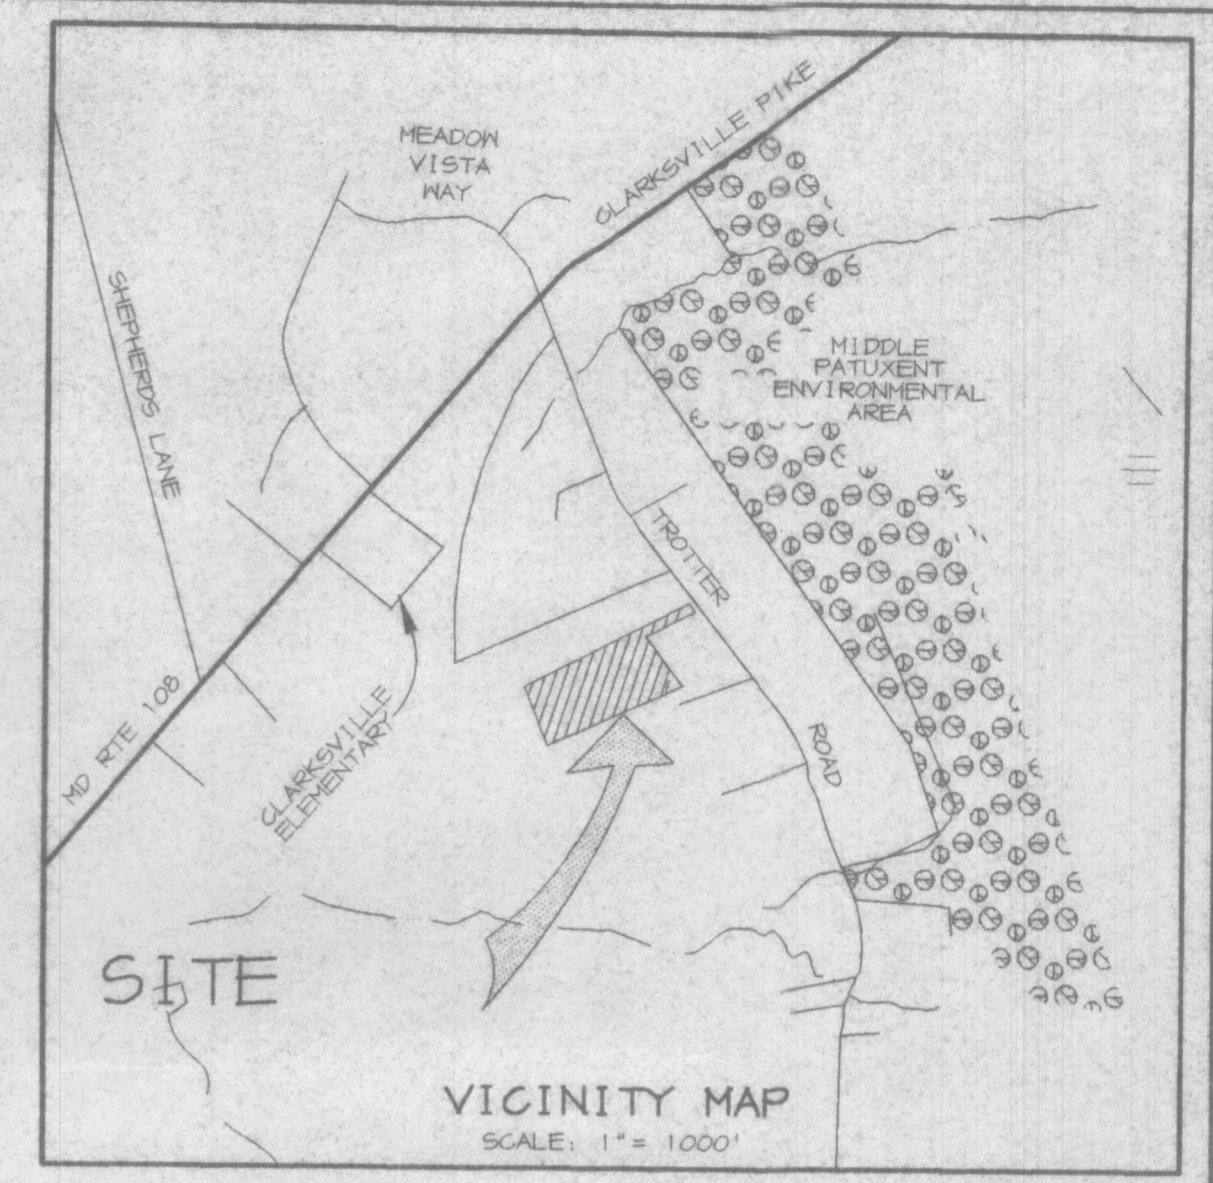 MEADOW
VISTA
WAY
CLARKSVILLE PIKE
SHEPHERDS LANE
MIDDLE
PATUXENT
ENVIRONMENTAL
AREA
TROTTER
ROAD
MD RTE 108
CLARKSVILLE
ELEMENTARY
SITE
VICINITY MAP
SCALE: 1" = 1000'